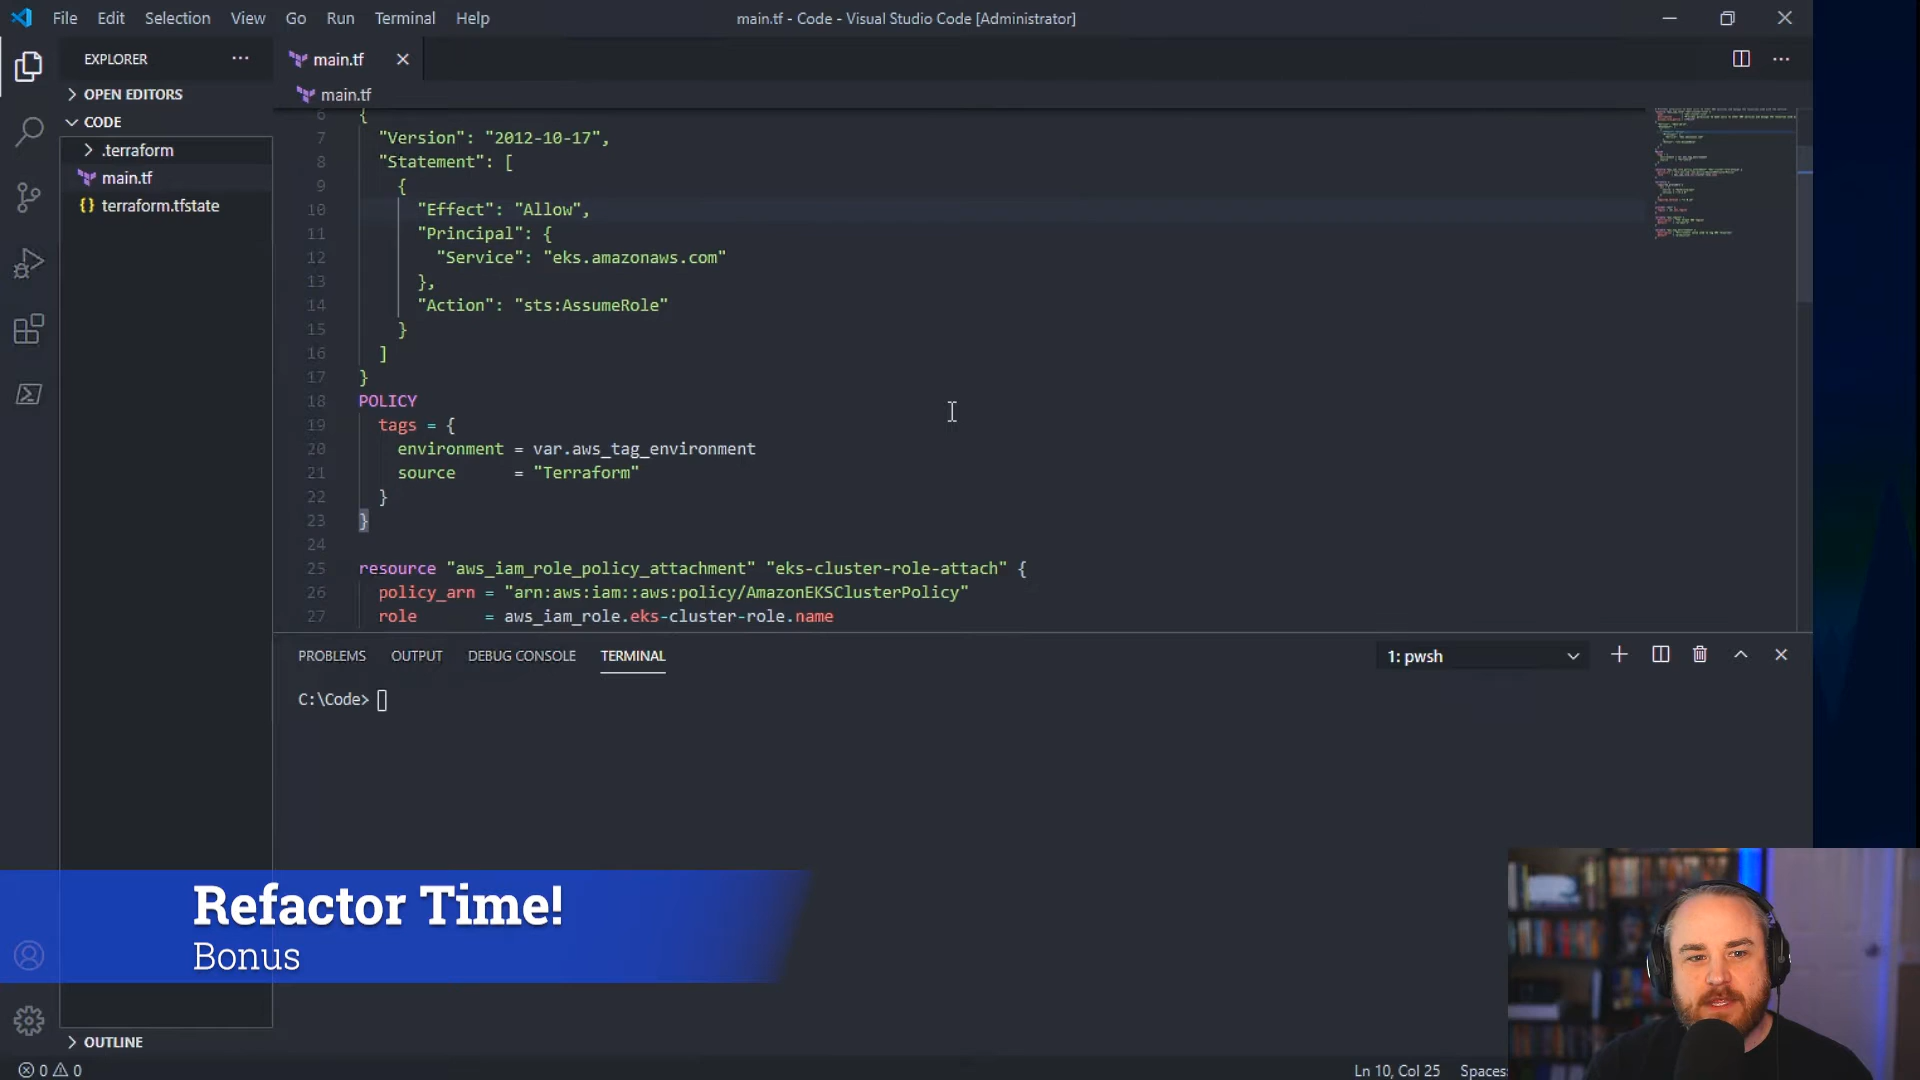 File Edit Selection View Go Run Terminal Help
main.tf - Code - Visual Studio Code [Administrator]
EXPLORER
OPEN EDITORS
CODE
.terraform
main.tf
terraform.tfstate
OUTLINE
main.tf
main.tf
6 {
7 "Version": "2012-10-17",
8 "Statement": [
9 {
10 "Effect": "Allow",
11 "Principal": {
12 "Service": "eks.amazonaws.com"
13 },
14 "Action": "sts:AssumeRole"
15 }
16 ]
17 }
18 POLICY
19 tags = {
20 environment = var.aws_tag_environment
21 source = "Terraform"
22 }
23 }
24
25 resource "aws_iam_role_policy_attachment" "eks-cluster-role-attach" {
26 policy_arn = "arn:aws:iam::aws:policy/AmazonEKSClusterPolicy"
27 role = aws_iam_role.eks-cluster-role.name
PROBLEMS OUTPUT DEBUG CONSOLE TERMINAL
1: pwsh
C:\Code>
Refactor Time!
Bonus
0 0
Ln 10, Col 25 Spaces